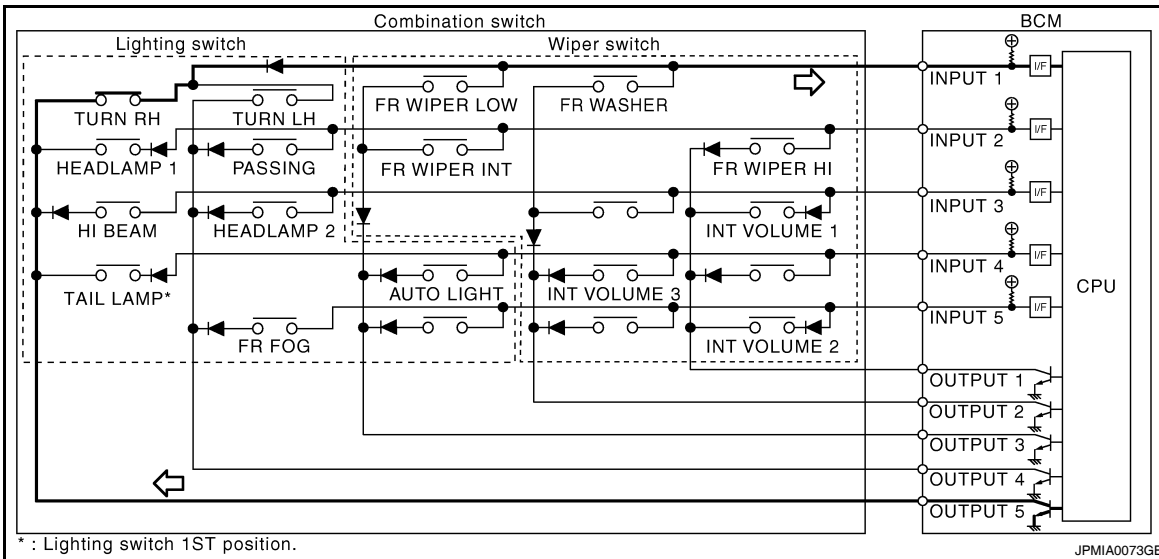 Combination switch
BCM
Lighting switch
Wiper switch
INPUT 1
I/F
TURN RH
TURN LH
FR WIPER LOW
FR WASHER
INPUT 2
I/F
HEADLAMP 1
PASSING
FR WIPER INT
FR WIPER HI
INPUT 3
I/F
HI BEAM
HEADLAMP 2
INT VOLUME 1
INPUT 4
I/F
TAIL LAMP*
AUTO LIGHT
INT VOLUME 3
CPU
INPUT 5
I/F
FR FOG
INT VOLUME 2
OUTPUT 1
OUTPUT 2
OUTPUT 3
OUTPUT 4
OUTPUT 5
* : Lighting switch 1ST position.
JPMIA0073GB